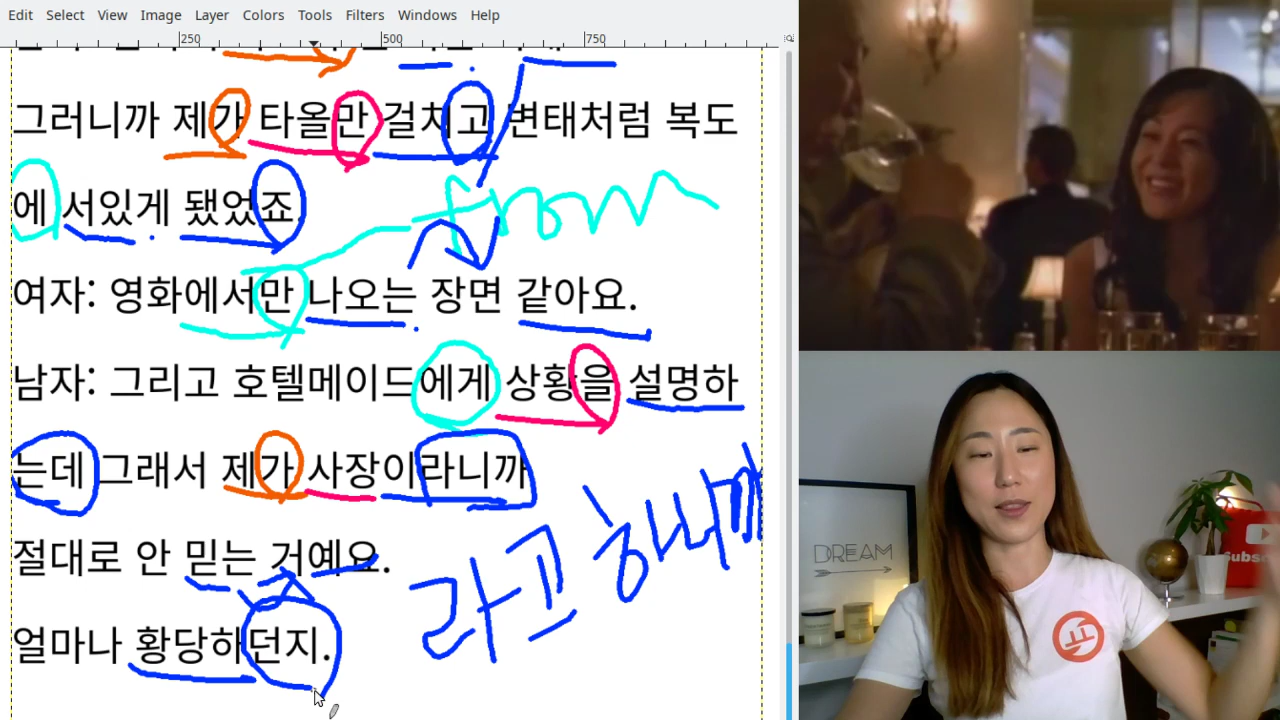 Edit Select View Image Layer Colors Tools Filters Windows Help
250 500 750
그러니까 제가 타올만 걸치고 변태처럼 복도
에 서있게 됐었죠.
from
여자: 영화에서만 나오는 장면 같아요.
남자: 그리고 호텔메이드에게 상황을 설명하
는데 그래서 제가 사장이라니까
라고 하니까
절대로 안 믿는 거예요.
얼마나 황당하던지.
DREAM
Subsc